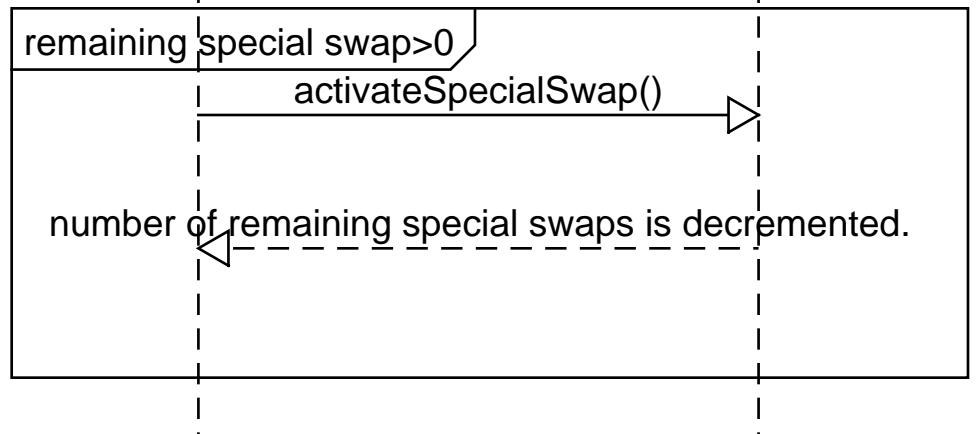 remaining special swap>0
activateSpecialSwap()
number of remaining special swaps is decremented.